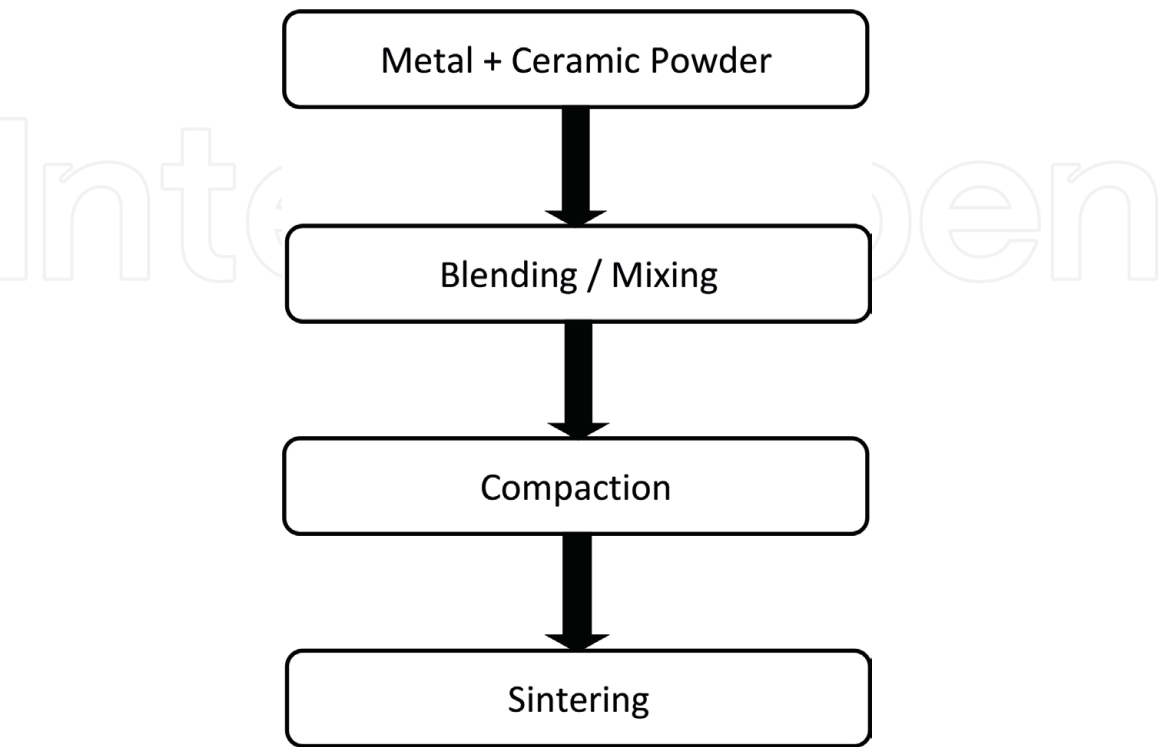 Metal + Ceramic Powder
Blending / Mixing
Compaction
Sintering